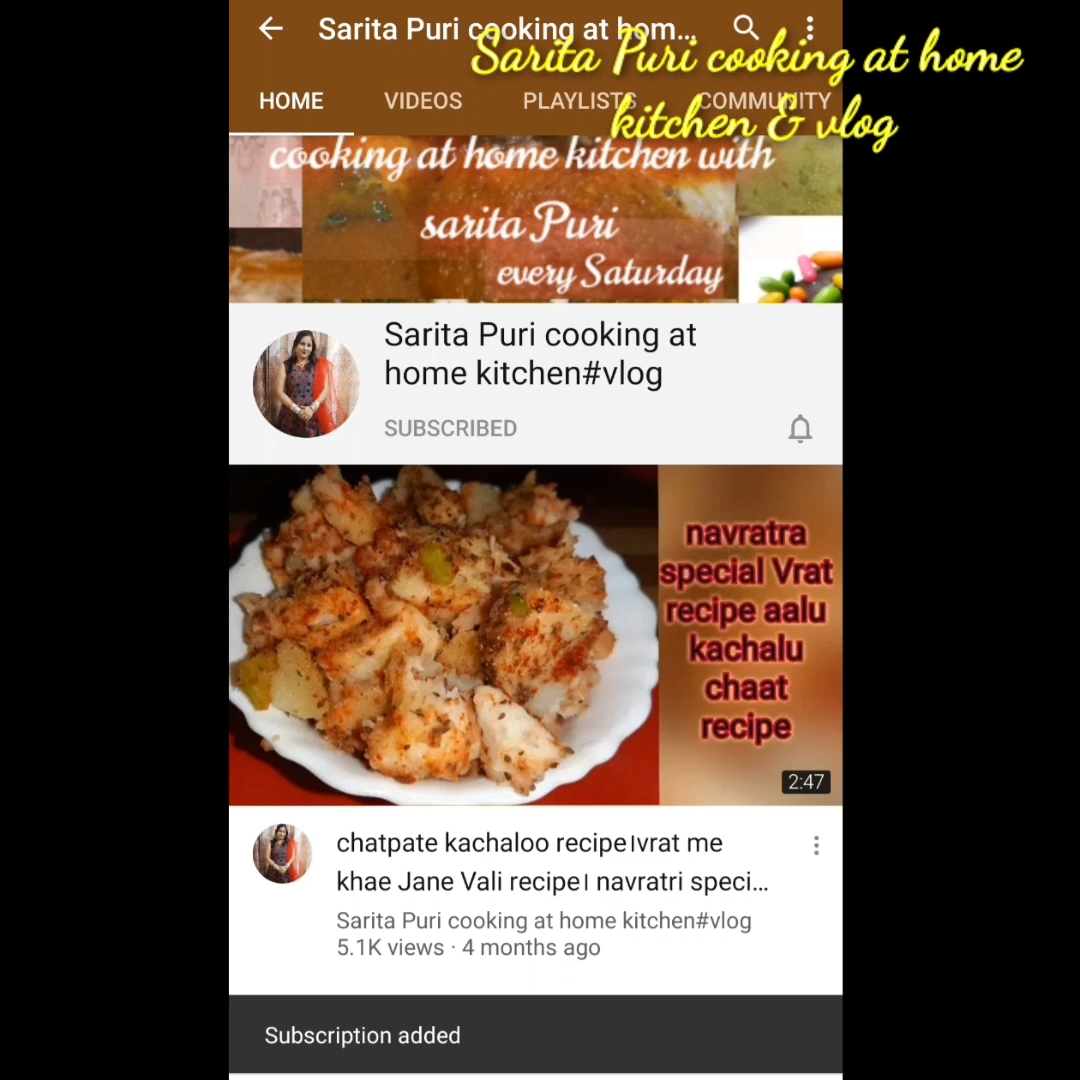 Sarita Puri cooking at hom...
Sarita Puri cooking at home
kitchen & vlog
HOME VIDEOS PLAYLISTS COMMUNITY
cooking at home kitchen with
sarita Puri
every Saturday
Sarita Puri cooking at
home kitchen#vlog
SUBSCRIBED
navratra
special Vrat
recipe aalu
kachalu
chaat
recipe
2:47
chatpate kachaloo recipe।vrat me
khae Jane Vali recipe। navratri speci...
Sarita Puri cooking at home kitchen#vlog
5.1K views · 4 months ago
Subscription added